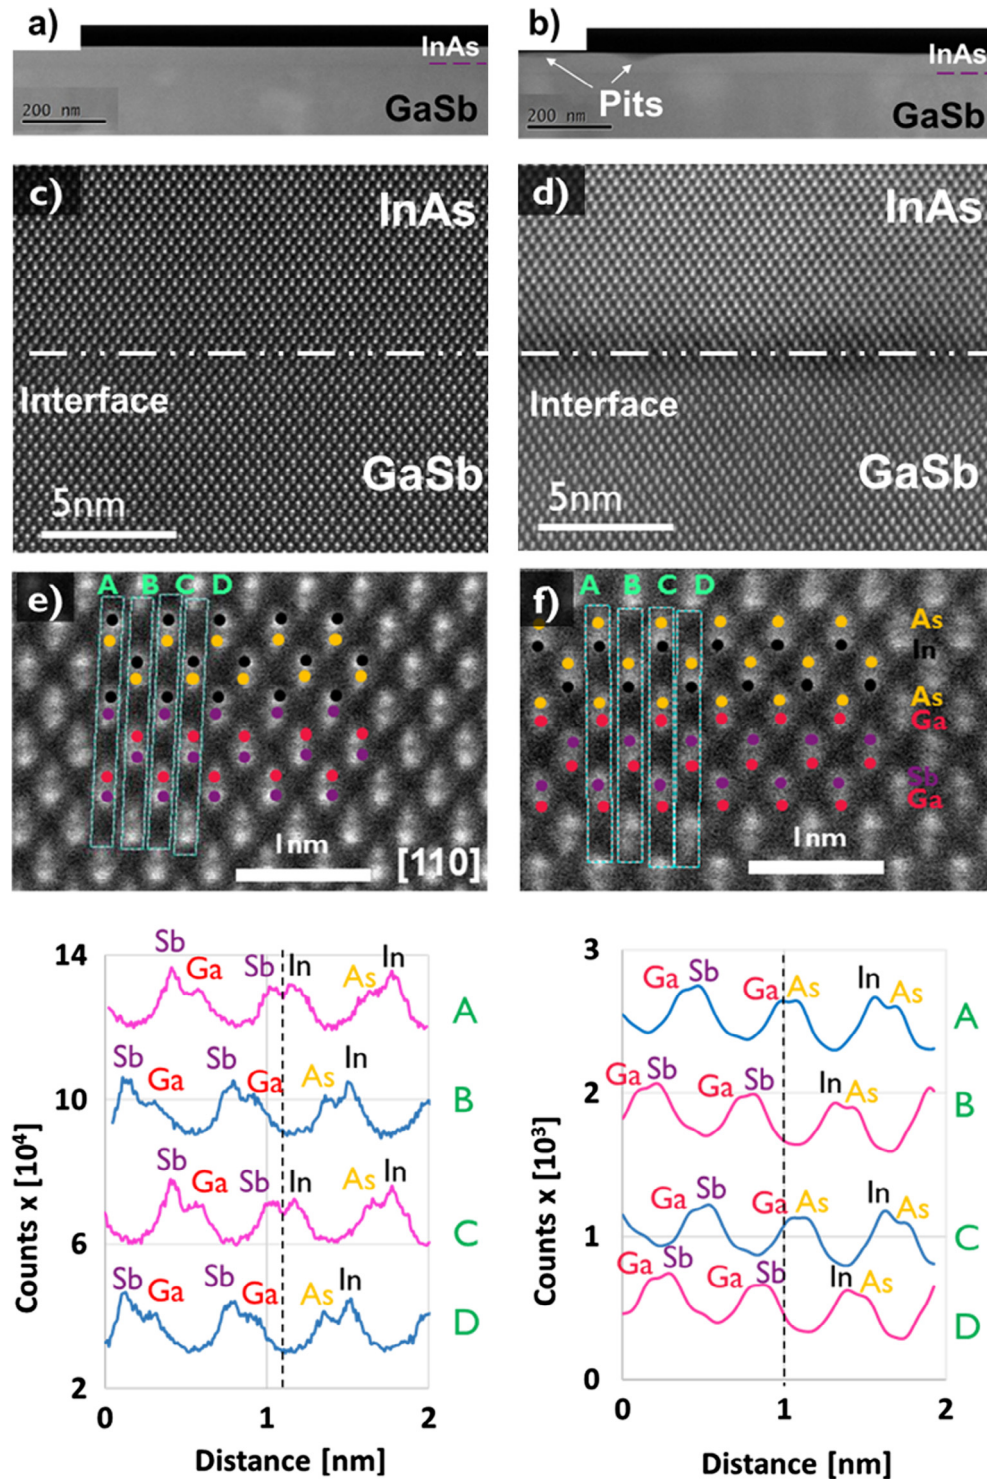 a)
InAs
GaSb
200 nm
b)
InAs
Pits
GaSb
200 nm
c)
InAs
Interface
GaSb
5nm
d)
InAs
Interface
GaSb
5nm
e)
A B C D
1nm
[110]
f)
A B C D
As
In
As
Ga
Sb
Ga
1nm
14
10
6
2
Counts x [10⁴]
Sb Ga Sb In As In A
Sb Ga Sb Ga As In B
Sb Ga Sb In As In C
Sb Ga Sb Ga As In D
0 1 2
Distance [nm]
3
2
1
0
Counts x [10³]
Ga Sb Ga As In As A
Ga Sb Ga Sb In As B
Ga Sb Ga As In As C
Ga Sb Ga Sb In As D
0 1 2
Distance [nm]